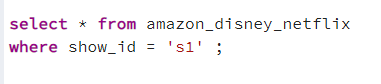 select * from amazon_disney_netflix
where show_id = 's1' ;